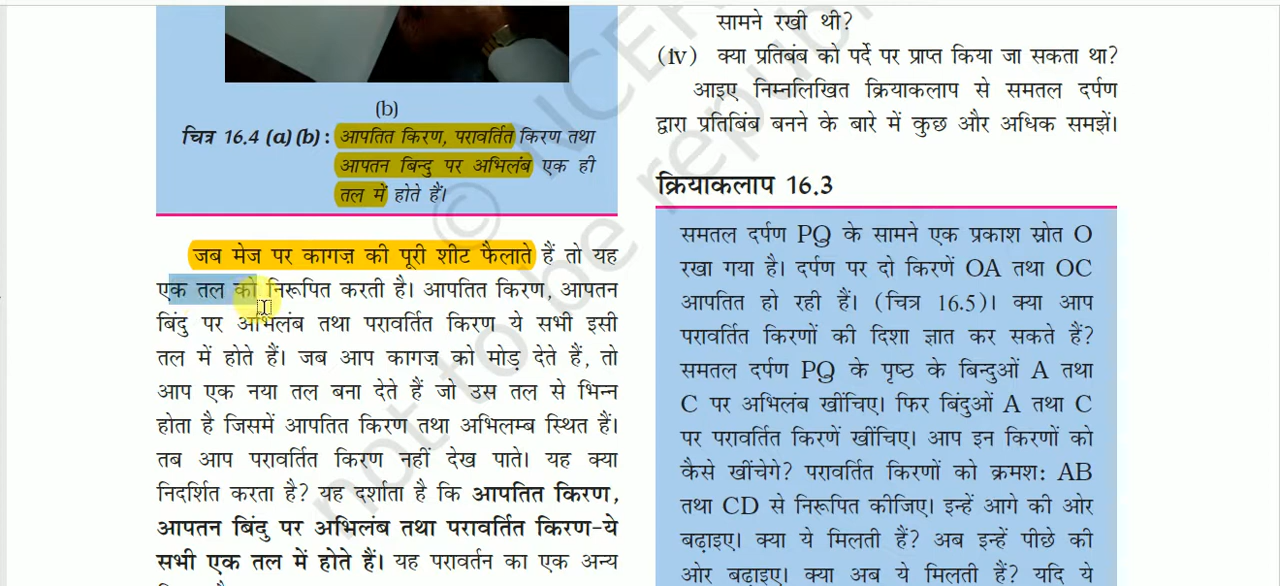 (b)
चित्र 16.4 (a)(b) : आपतित किरण, परावर्तित किरण तथा
आपतन बिन्दु पर अभिलंब एक ही
तल में होते हैं।
जब मेज पर कागज़ की पूरी शीट फैलाते हैं तो यह
एक तल को निरूपित करती है। आपतित किरण, आपतन
बिंदु पर अभिलंब तथा परावर्तित किरण ये सभी इसी
तल में होते हैं। जब आप कागज़ को मोड़ देते हैं, तो
आप एक नया तल बना देते हैं जो उस तल से भिन्न
होता है जिसमें आपतित किरण तथा अभिलम्ब स्थित हैं।
तब आप परावर्तित किरण नहीं देख पाते। यह क्या
निदर्शित करता है? यह दर्शाता है कि आपतित किरण,
आपतन बिंदु पर अभिलंब तथा परावर्तित किरण-ये
सभी एक तल में होते हैं। यह परावर्तन का एक अन्य
सामने रखी थी?
(iv) क्या प्रतिबंब को पर्दे पर प्राप्त किया जा सकता था?
आइए निम्नलिखित क्रियाकलाप से समतल दर्पण
द्वारा प्रतिबिंब बनने के बारे में कुछ और अधिक समझें।
क्रियाकलाप 16.3
समतल दर्पण PQ के सामने एक प्रकाश स्रोत O
रखा गया है। दर्पण पर दो किरणें OA तथा OC
आपतित हो रही हैं। (चित्र 16.5)। क्या आप
परावर्तित किरणों की दिशा ज्ञात कर सकते हैं?
समतल दर्पण PQ के पृष्ठ के बिन्दुओं A तथा
C पर अभिलंब खींचिए। फिर बिंदुओं A तथा C
पर परावर्तित किरणें खींचिए। आप इन किरणों को
कैसे खींचेगे? परावर्तित किरणों को क्रमश: AB
तथा CD से निरूपित कीजिए। इन्हें आगे की ओर
बढ़ाइए। क्या ये मिलती हैं? अब इन्हें पीछे की
ओर बढ़ाइए। क्या अब ये मिलती हैं? यदि ये
© NCER
not to be republ